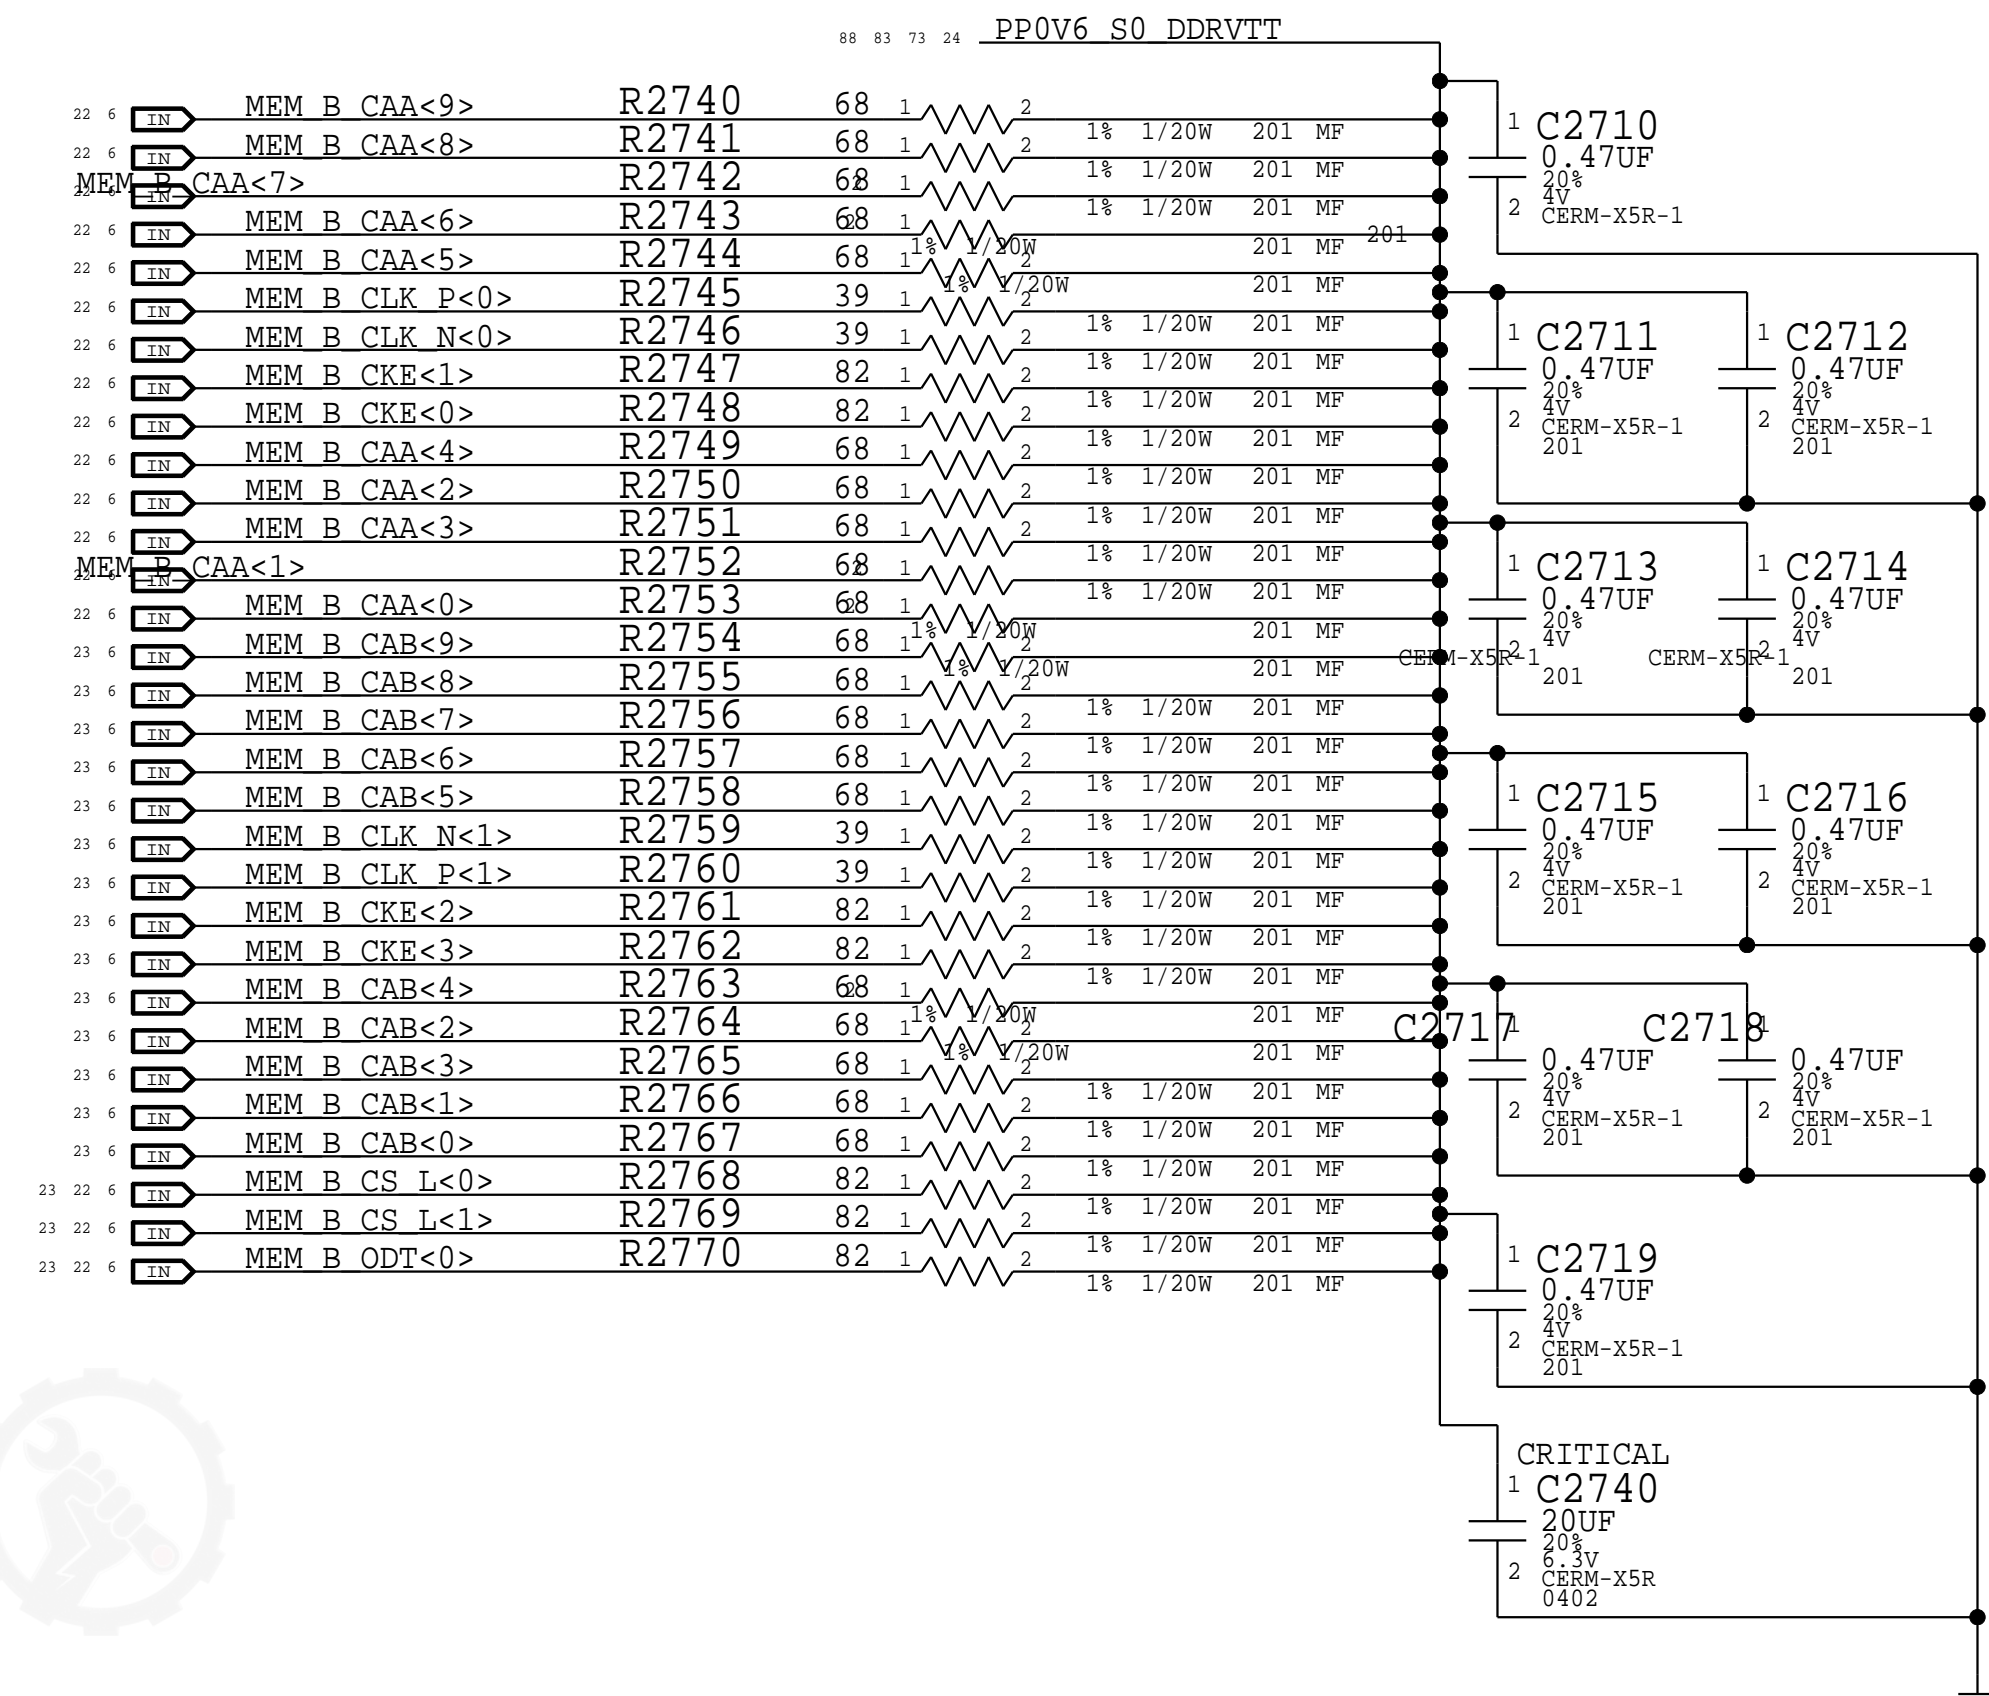 88 83 73 24 PP0V6_S0_DDRVTT
22 6 IN MEM_B_CAA<9> R2740 68 1 2 1% 1/20W 201 MF
22 6 IN MEM_B_CAA<8> R2741 68 1 2 1% 1/20W 201 MF
22 6 IN MEM_B_CAA<7> R2742 68 1 2 1% 1/20W 201 MF
22 6 IN MEM_B_CAA<6> R2743 68 1 2 1% 1/20W 201 MF
22 6 IN MEM_B_CAA<5> R2744 68 1 2 1% 1/20W 201 MF
22 6 IN MEM_B_CLK_P<0> R2745 39 1 2 1% 1/20W 201 MF
22 6 IN MEM_B_CLK_N<0> R2746 39 1 2 1% 1/20W 201 MF
22 6 IN MEM_B_CKE<1> R2747 82 1 2 1% 1/20W 201 MF
22 6 IN MEM_B_CKE<0> R2748 82 1 2 1% 1/20W 201 MF
22 6 IN MEM_B_CAA<4> R2749 68 1 2 1% 1/20W 201 MF
22 6 IN MEM_B_CAA<2> R2750 68 1 2 1% 1/20W 201 MF
22 6 IN MEM_B_CAA<3> R2751 68 1 2 1% 1/20W 201 MF
22 6 IN MEM_B_CAA<1> R2752 68 1 2 1% 1/20W 201 MF
22 6 IN MEM_B_CAA<0> R2753 68 1 2 1% 1/20W 201 MF
23 6 IN MEM_B_CAB<9> R2754 68 1 2 1% 1/20W 201 MF
23 6 IN MEM_B_CAB<8> R2755 68 1 2 1% 1/20W 201 MF
23 6 IN MEM_B_CAB<7> R2756 68 1 2 1% 1/20W 201 MF
23 6 IN MEM_B_CAB<6> R2757 68 1 2 1% 1/20W 201 MF
23 6 IN MEM_B_CAB<5> R2758 68 1 2 1% 1/20W 201 MF
23 6 IN MEM_B_CLK_N<1> R2759 39 1 2 1% 1/20W 201 MF
23 6 IN MEM_B_CLK_P<1> R2760 39 1 2 1% 1/20W 201 MF
23 6 IN MEM_B_CKE<2> R2761 82 1 2 1% 1/20W 201 MF
23 6 IN MEM_B_CKE<3> R2762 82 1 2 1% 1/20W 201 MF
23 6 IN MEM_B_CAB<4> R2763 68 1 2 1% 1/20W 201 MF
23 6 IN MEM_B_CAB<2> R2764 68 1 2 1% 1/20W 201 MF
23 6 IN MEM_B_CAB<3> R2765 68 1 2 1% 1/20W 201 MF
23 6 IN MEM_B_CAB<1> R2766 68 1 2 1% 1/20W 201 MF
23 6 IN MEM_B_CAB<0> R2767 68 1 2 1% 1/20W 201 MF
23 22 6 IN MEM_B_CS_L<0> R2768 82 1 2 1% 1/20W 201 MF
23 22 6 IN MEM_B_CS_L<1> R2769 82 1 2 1% 1/20W 201 MF
23 22 6 IN MEM_B_ODT<0> R2770 82 1 2 1% 1/20W 201 MF
1 C2710
0.47UF
20%
4V
2 CERM-X5R-1
201
1 C2711
0.47UF
20%
4V
2 CERM-X5R-1
201
1 C2712
0.47UF
20%
4V
2 CERM-X5R-1
201
1 C2713
0.47UF
20%
4V
2 CERM-X5R-1
201
1 C2714
0.47UF
20%
4V
2 CERM-X5R-1
201
1 C2715
0.47UF
20%
4V
2 CERM-X5R-1
201
1 C2716
0.47UF
20%
4V
2 CERM-X5R-1
201
C2717 1
0.47UF
20%
4V
2 CERM-X5R-1
201
C2718 1
0.47UF
20%
4V
2 CERM-X5R-1
201
1 C2719
0.47UF
20%
4V
2 CERM-X5R-1
201
CRITICAL
1 C2740
20UF
20%
6.3V
2 CERM-X5R
0402